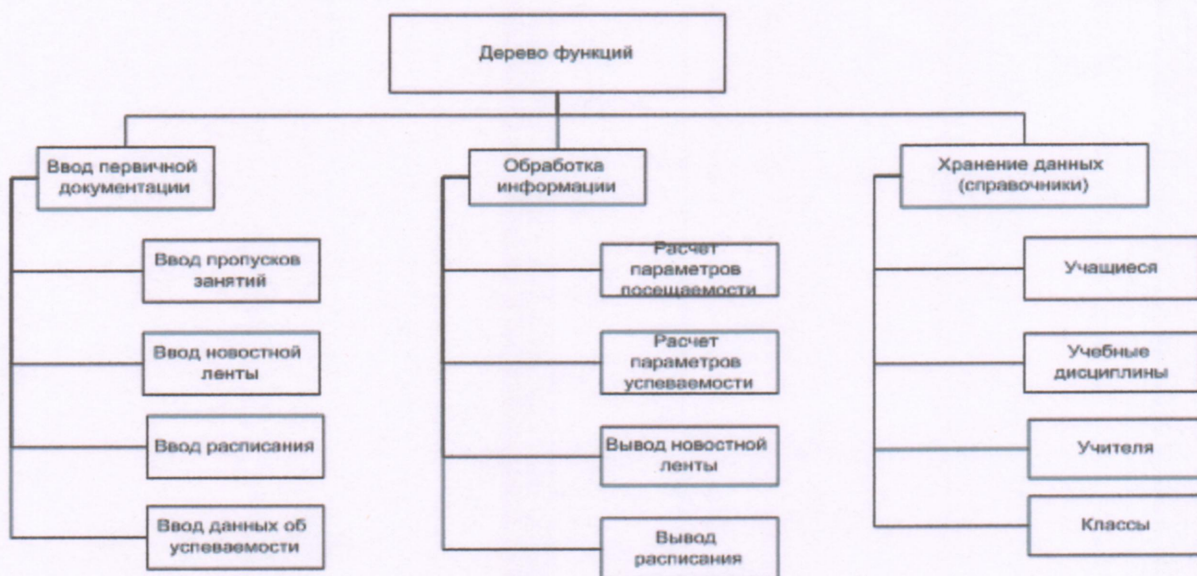 Дерево функций
Ввод первичной
документации
Ввод пропусков
занятий
Ввод новостной
ленты
Ввод расписания
Ввод данных об
успеваемости
Обработка
информации
Расчет
параметров
посещаемости
Расчет
параметров
успеваемости
Вывод новостной
ленты
Вывод
расписания
Хранение данных
(справочники)
Учащиеся
Учебные
дисциплины
Учителя
Классы